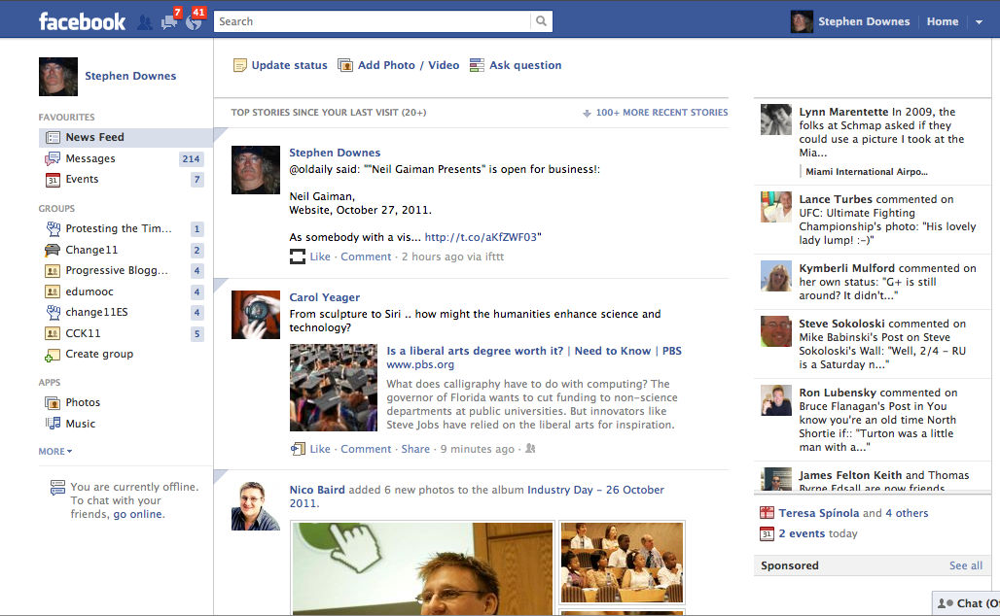 facebook
7
41
Search
Stephen Downes
Home
Stephen Downes
FAVOURITES
News Feed
Messages 214
Events 7
GROUPS
Protesting the Tim... 1
Change11 2
Progressive Blogg... 4
edumooc 4
change11ES 4
CCK11 5
Create group
APPS
Photos
Music
MORE
You are currently offline.
To chat with your
friends, go online.
Update status
Add Photo / Video
Ask question
TOP STORIES SINCE YOUR LAST VISIT (20+)
100+ MORE RECENT STORIES
Stephen Downes
@oldaily said: ""Neil Gaiman Presents" is open for business!:
Neil Gaiman,
Website, October 27, 2011.
As somebody with a vis... http://t.co/aKfZWF03"
Like · Comment · 2 hours ago via ifttt
Carol Yeager
From sculpture to Siri .. how might the humanities enhance science and
technology?
Is a liberal arts degree worth it? | Need to Know | PBS
www.pbs.org
What does calligraphy have to do with computing? The
governor of Florida wants to cut funding to non-science
departments at public universities. But innovators like
Steve Jobs have relied on the liberal arts for inspiration.
Like · Comment · Share · 9 minutes ago ·
Nico Baird added 6 new photos to the album Industry Day – 26 October
2011.
Lynn Marentette In 2009, the
folks at Schmap asked if they
could use a picture I took at the
Mia...
Miami International Airpo...
Lance Turbes commented on
UFC: Ultimate Fighting
Championship's photo: "His lovely
lady lump! :-)"
Kymberli Mulford commented on
her own status: "G+ is still
around? It didn't..."
Steve Sokoloski commented on
Mike Babinski's Post on Steve
Sokoloski's Wall: "Well, 2/4 – RU
is a Saturday n..."
Ron Lubensky commented on
Bruce Flanagan's Post in You
know you're an old time North
Shortie if:: "Turton was a little
man with a..."
James Felton Keith and Thomas
Byrne Edsall are now friends
Teresa Spínola and 4 others
31
2 events today
Sponsored
See all
Chat (O